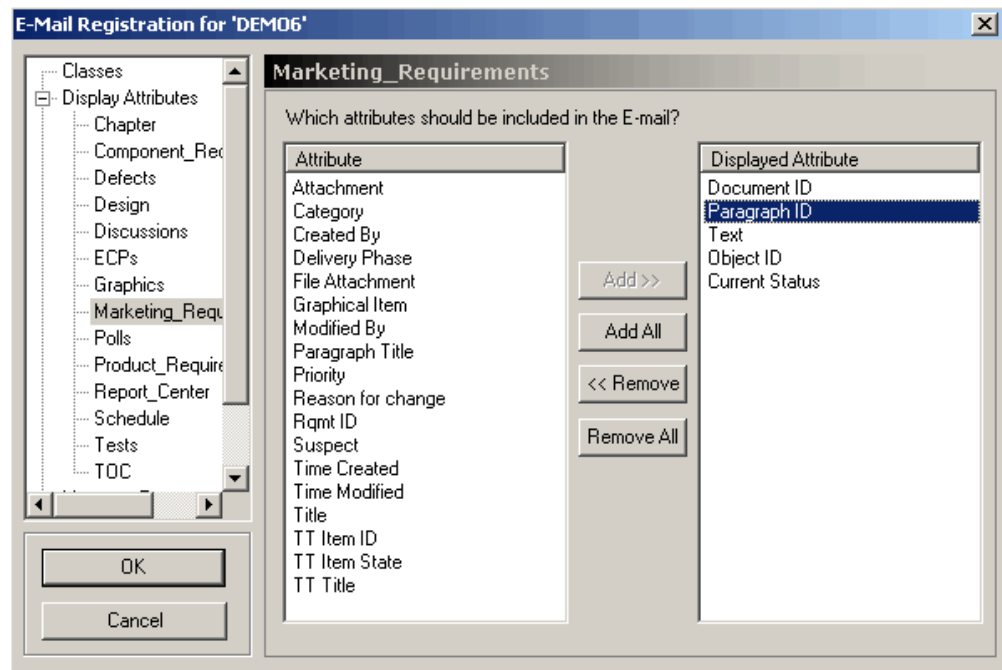 E-Mail Registration for 'DEMO6'
Classes
Display Attributes
Chapter
Component_Rec
Defects
Design
Discussions
ECPs
Graphics
Marketing_Requ
Polls
Product_Require
Report_Center
Schedule
Tests
TOC
OK
Cancel
Marketing_Requirements
Which attributes should be included in the E-mail?
Attribute
Attachment
Category
Created By
Delivery Phase
File Attachment
Graphical Item
Modified By
Paragraph Title
Priority
Reason for change
Rqmt ID
Suspect
Time Created
Time Modified
Title
TT Item ID
TT Item State
TT Title
Add >>
Add All
<< Remove
Remove All
Displayed Attribute
Document ID
Paragraph ID
Text
Object ID
Current Status